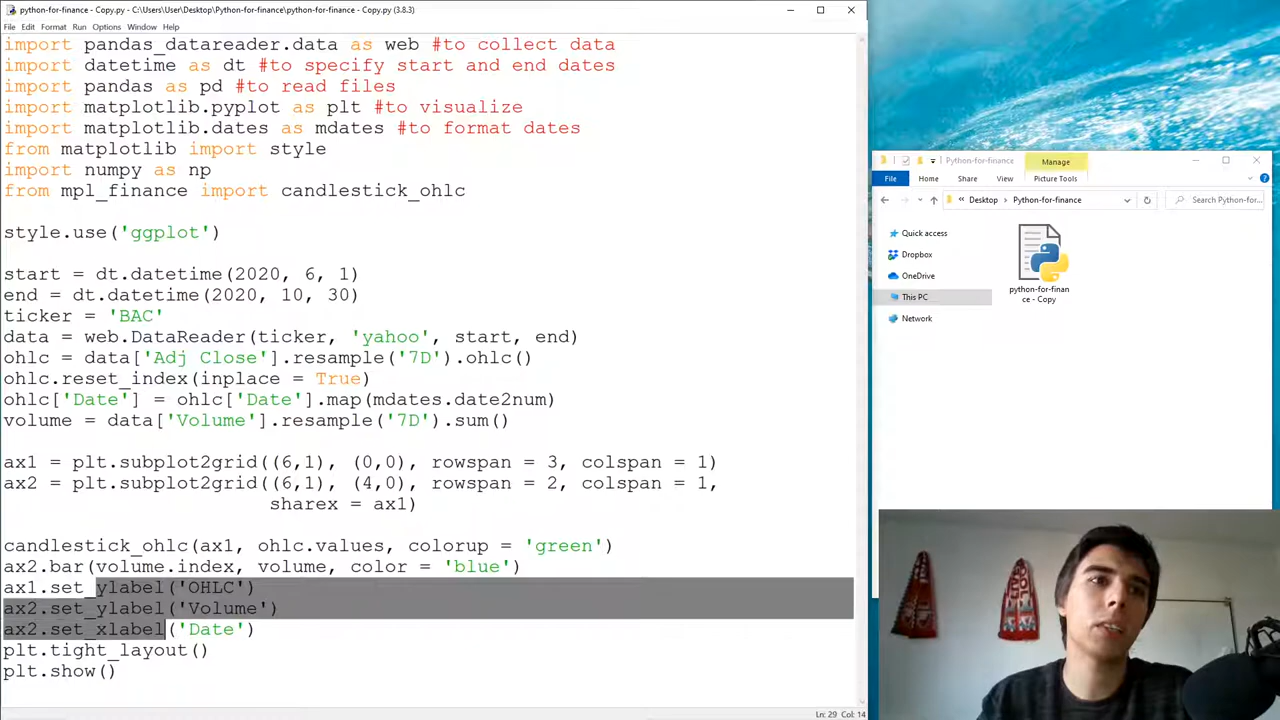 python-for-finance - Copy.py - C:\Users\User\Desktop\Python-for-finance\python-for-finance - Copy.py (3.8.3)
File Edit Format Run Options Window Help
import pandas_datareader.data as web #to collect data
import datetime as dt #to specify start and end dates
import pandas as pd #to read files
import matplotlib.pyplot as plt #to visualize
import matplotlib.dates as mdates #to format dates
from matplotlib import style
import numpy as np
from mpl_finance import candlestick_ohlc
style.use('ggplot')
start = dt.datetime(2020, 6, 1)
end = dt.datetime(2020, 10, 30)
ticker = 'BAC'
data = web.DataReader(ticker, 'yahoo', start, end)
ohlc = data['Adj Close'].resample('7D').ohlc()
ohlc.reset_index(inplace = True)
ohlc['Date'] = ohlc['Date'].map(mdates.date2num)
volume = data['Volume'].resample('7D').sum()
ax1 = plt.subplot2grid((6,1), (0,0), rowspan = 3, colspan = 1)
ax2 = plt.subplot2grid((6,1), (4,0), rowspan = 2, colspan = 1,
sharex = ax1)
candlestick_ohlc(ax1, ohlc.values, colorup = 'green')
ax2.bar(volume.index, volume, color = 'blue')
ax1.set_ylabel('OHLC')
ax2.set_ylabel('Volume')
ax2.set_xlabel('Date')
plt.tight_layout()
plt.show()
Ln: 29 Col: 14
Python-for-finance
Manage
File Home Share View Picture Tools
« Desktop > Python-for-finance
Search Python-for-...
Quick access
Dropbox
OneDrive
This PC
Network
python-for-finan
ce - Copy